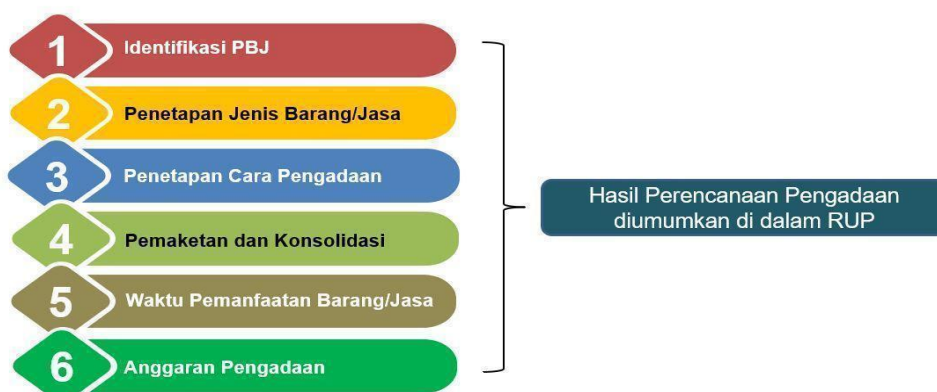 1
Identifikasi PBJ
2
Penetapan Jenis Barang/Jasa
3
Penetapan Cara Pengadaan
4
Pemaketan dan Konsolidasi
5
Waktu Pemanfaatan Barang/Jasa
6
Anggaran Pengadaan
Hasil Perencanaan Pengadaan
diumumkan di dalam RUP